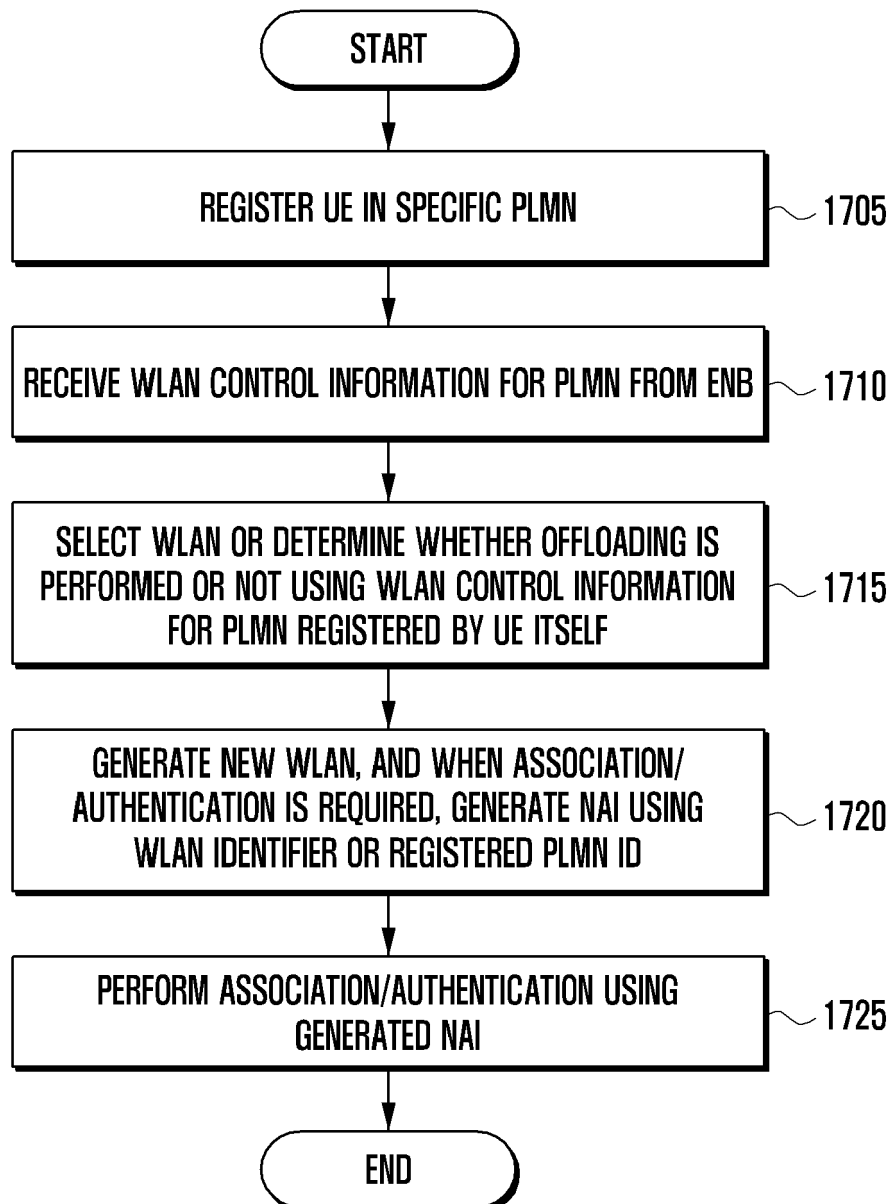 START
REGISTER UE IN SPECIFIC PLMN
1705
RECEIVE WLAN CONTROL INFORMATION FOR PLMN FROM ENB
1710
SELECT WLAN OR DETERMINE WHETHER OFFLOADING IS
PERFORMED OR NOT USING WLAN CONTROL INFORMATION
FOR PLMN REGISTERED BY UE ITSELF
1715
GENERATE NEW WLAN, AND WHEN ASSOCIATION/
AUTHENTICATION IS REQUIRED, GENERATE NAI USING
WLAN IDENTIFIER OR REGISTERED PLMN ID
1720
PERFORM ASSOCIATION/AUTHENTICATION USING
GENERATED NAI
1725
END